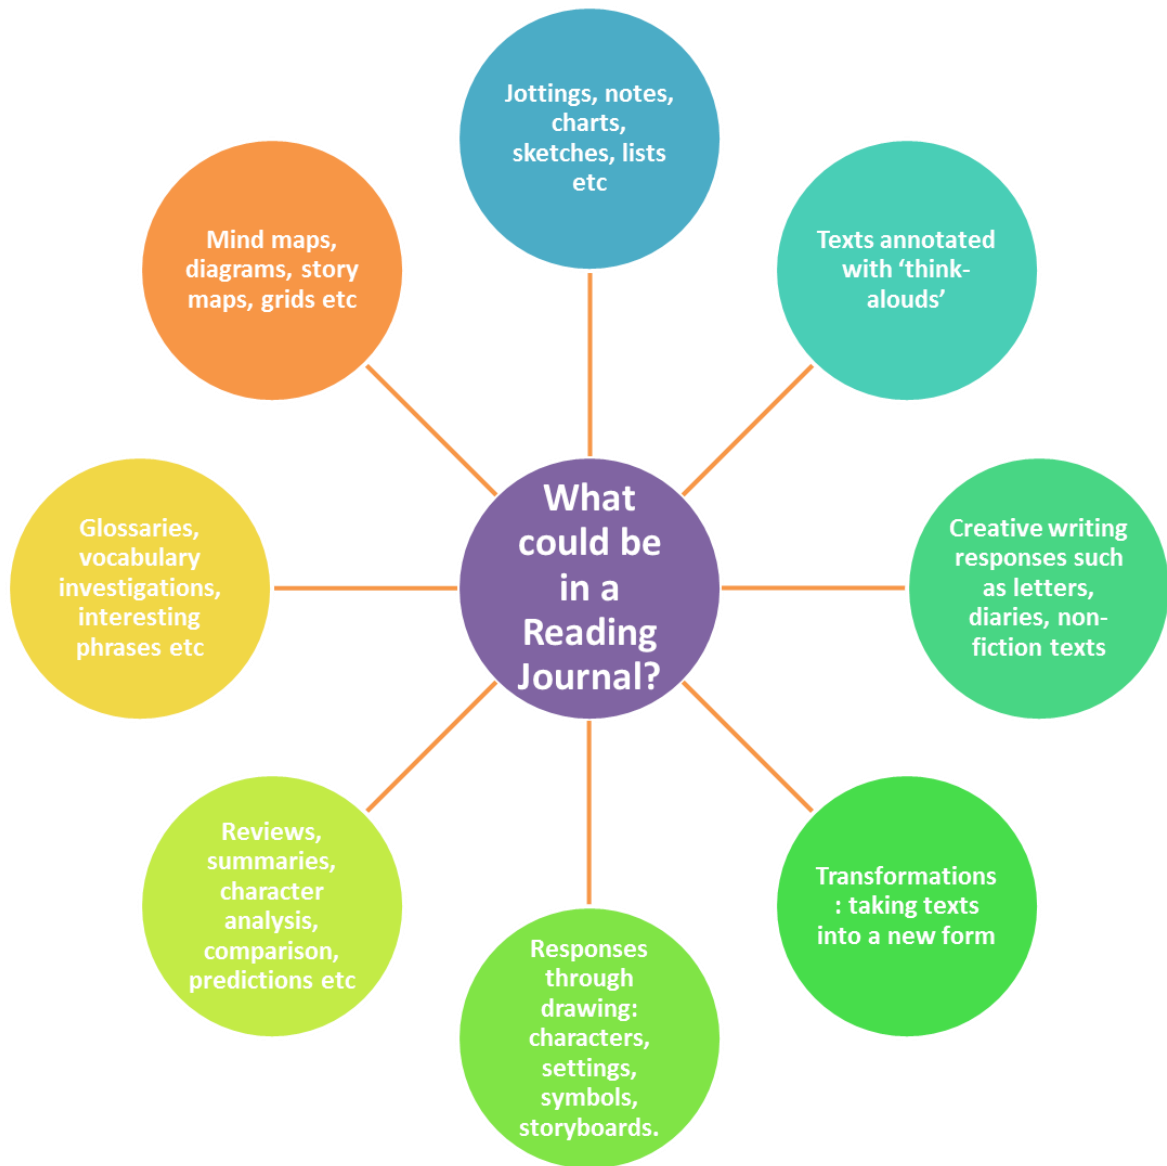 Jottings, notes,
charts,
sketches, lists
etc
Texts annotated
with ‘think-
alouds’
Creative writing
responses such
as letters,
diaries, non-
fiction texts
Transformations
: taking texts
into a new form
Responses
through
drawing:
characters,
settings,
symbols,
storyboards.
Reviews,
summaries,
character
analysis,
comparison,
predictions etc
Glossaries,
vocabulary
investigations,
interesting
phrases etc
Mind maps,
diagrams, story
maps, grids etc
What
could be
in a
Reading
Journal?